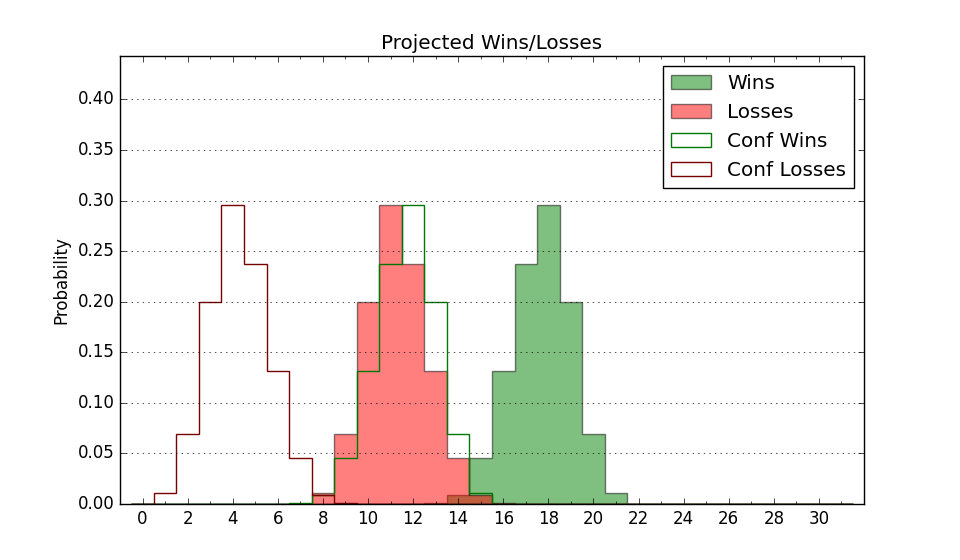 Projected Wins/Losses
Wins
Losses
Conf Wins
Conf Losses
Probability
0.40
0.35
0.30
0.25
0.20
0.15
0.10
0.05
0.00
0 2 4 6 8 10 12 14 16 18 20 22 24 26 28 30